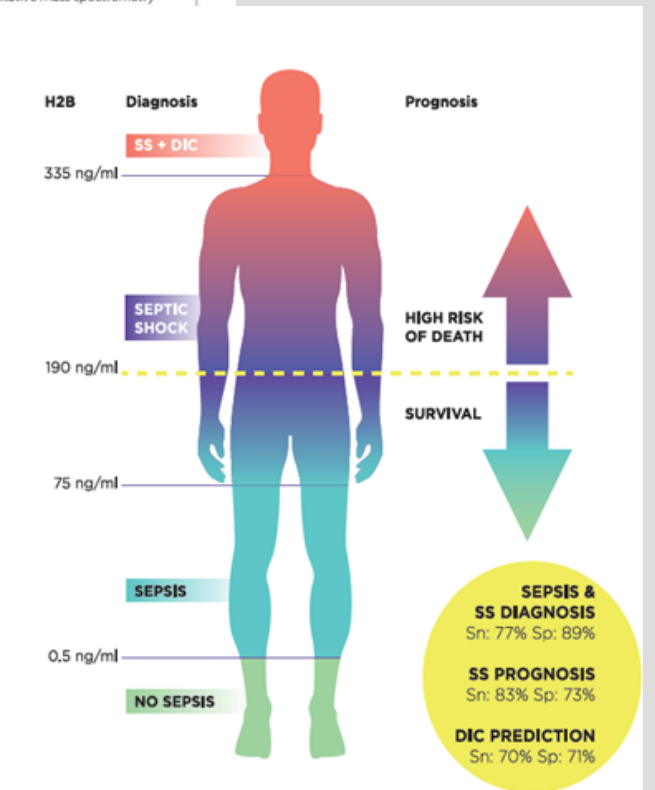 mass spectrometry
H2B Diagnosis Prognosis
SS + DIC
335 ng/ml
SEPTIC
SHOCK
HIGH RISK
OF DEATH
190 ng/ml
SURVIVAL
75 ng/ml
SEPSIS
SEPSIS &
SS DIAGNOSIS
Sn: 77% Sp: 89%
0.5 ng/ml
SS PROGNOSIS
Sn: 83% Sp: 73%
NO SEPSIS
DIC PREDICTION
Sn: 70% Sp: 71%